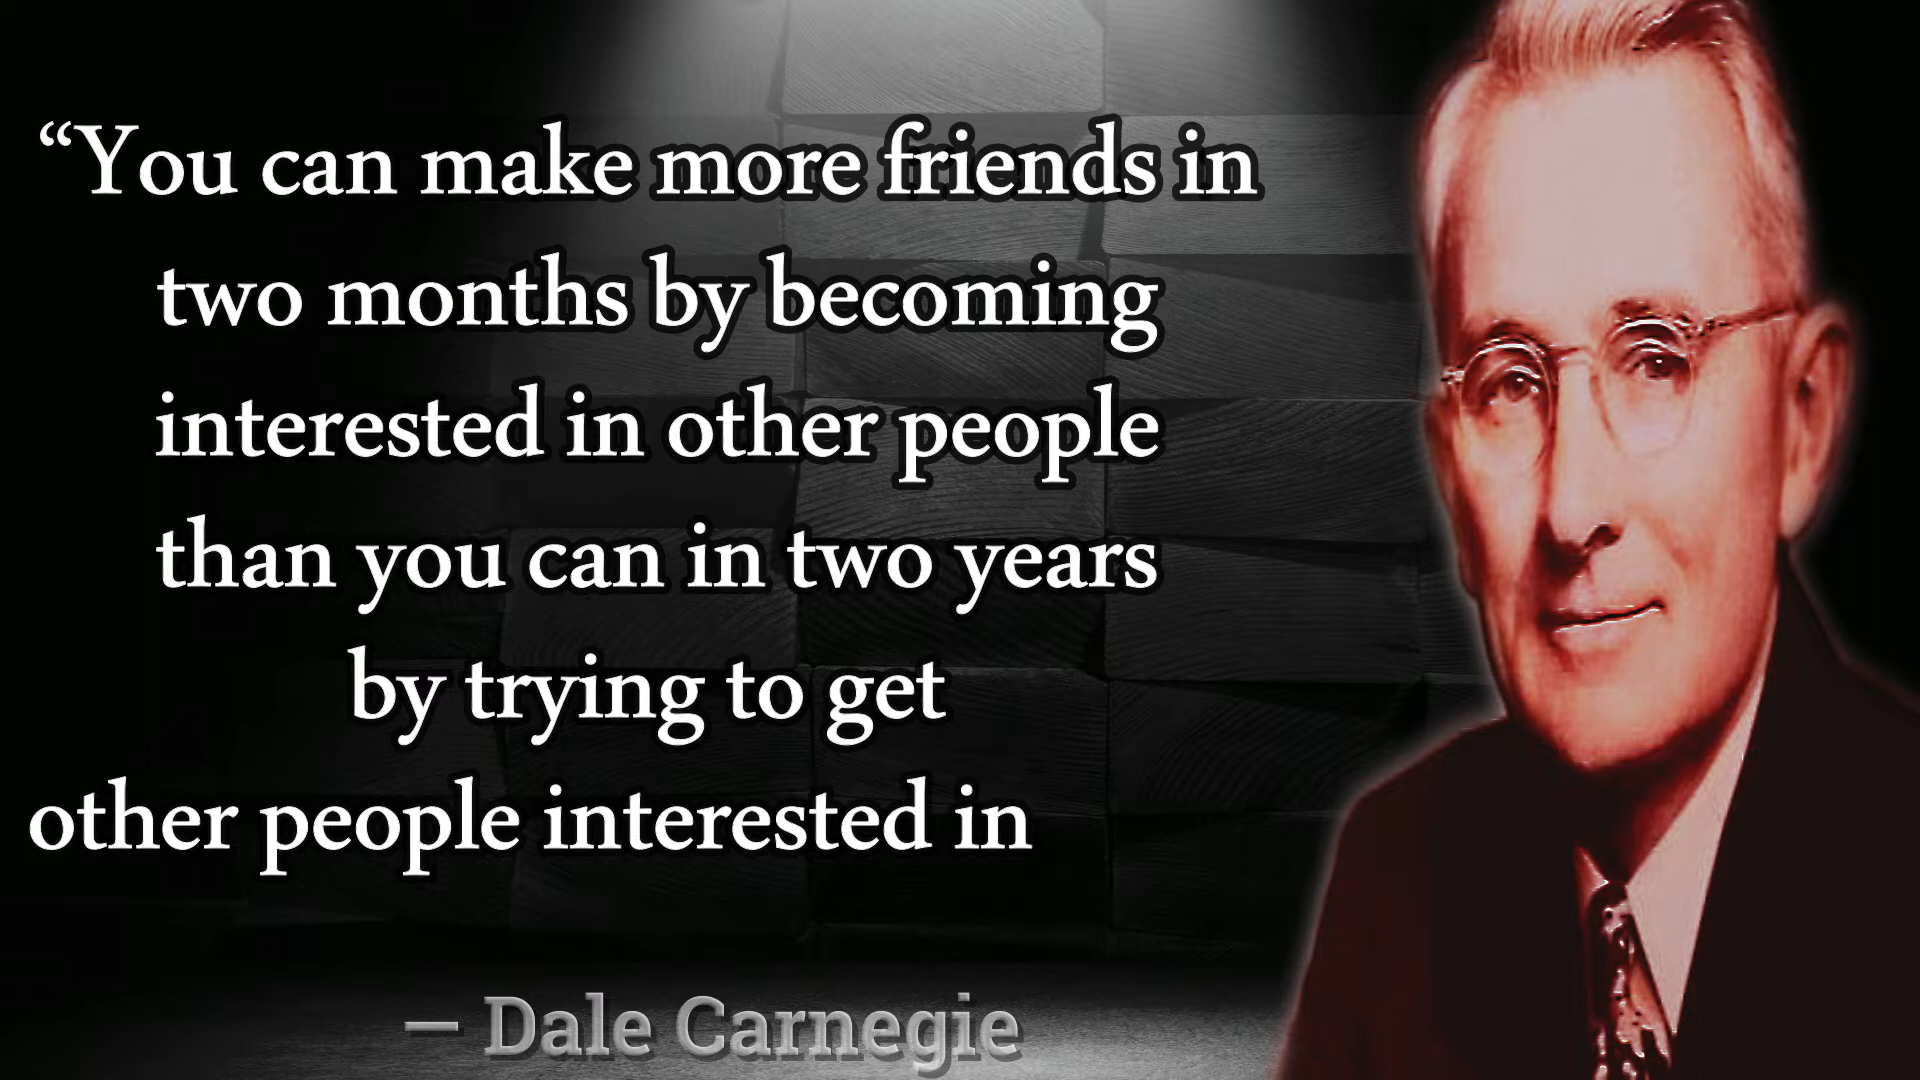 “You can make more friends in
two months by becoming
interested in other people
than you can in two years
by trying to get
other people interested in
— Dale Carnegie